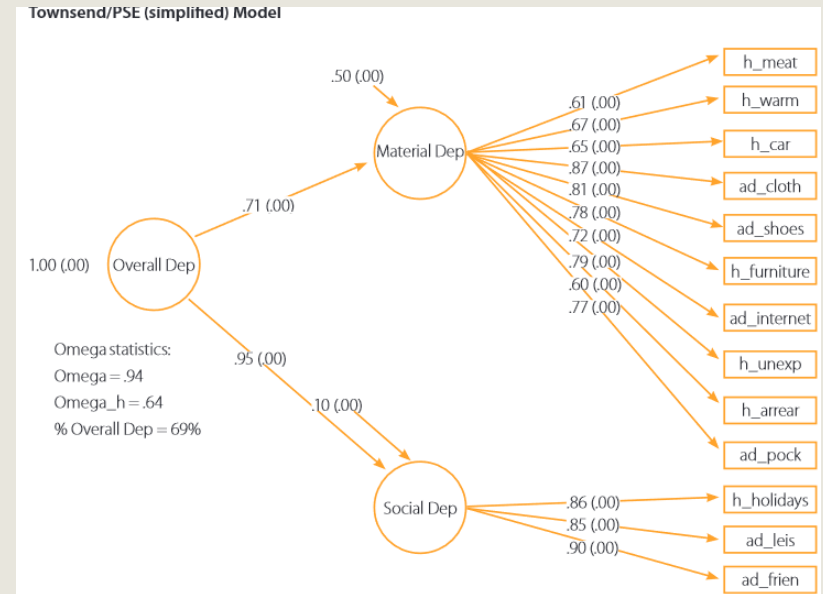 Townsend/PSE (simplified) Model
.50 (.00)
Material Dep
.71 (.00)
1.00 (.00)
Overall Dep
.95 (.00)
.10 (.00)
Social Dep
Omega statistics:
Omega = .94
Omega_h = .64
% Overall Dep = 69%
.61 (.00)
.67 (.00)
.65 (.00)
.87 (.00)
.81 (.00)
.78 (.00)
.72 (.00)
.79 (.00)
.60 (.00)
.77 (.00)
h_meat
h_warm
h_car
ad_cloth
ad_shoes
h_furniture
ad_internet
h_unexp
h_arrear
ad_pock
.86 (.00)
.85 (.00)
.90 (.00)
h_holidays
ad_leis
ad_frien